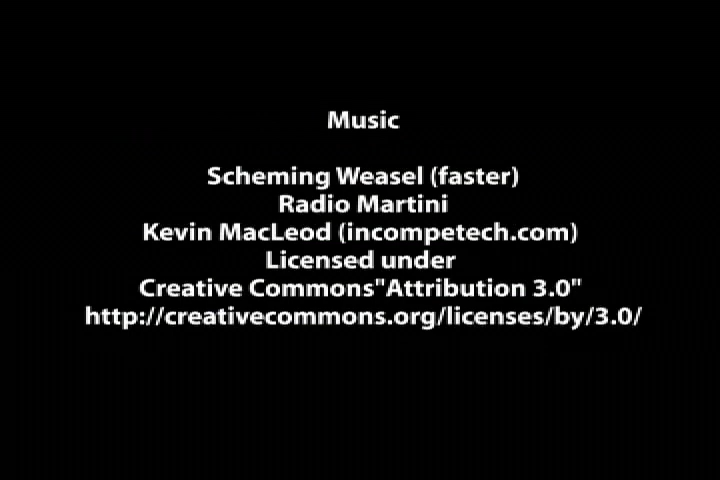 Music
Scheming Weasel (faster)
Radio Martini
Kevin MacLeod (incompetech.com)
Licensed under
Creative Commons"Attribution 3.0"
http://creativecommons.org/licenses/by/3.0/